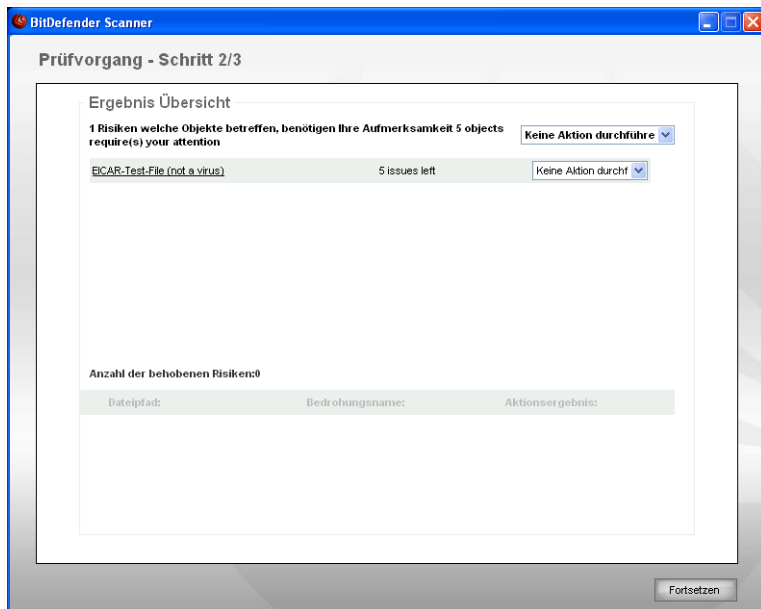 BitDefender Scanner
Prüfvorgang - Schritt 2/3
Ergebnis Übersicht
1 Risiken welche Objekte betreffen, benötigen Ihre Aufmerksamkeit 5 objects
require(s) your attention
Keine Aktion durchführe
EICAR-Test-File (not a virus)
5 issues left
Keine Aktion durchf
Anzahl der behobenen Risiken:0
Dateipfad:
Bedrohungsname:
Aktionsergebnis:
Fortsetzen